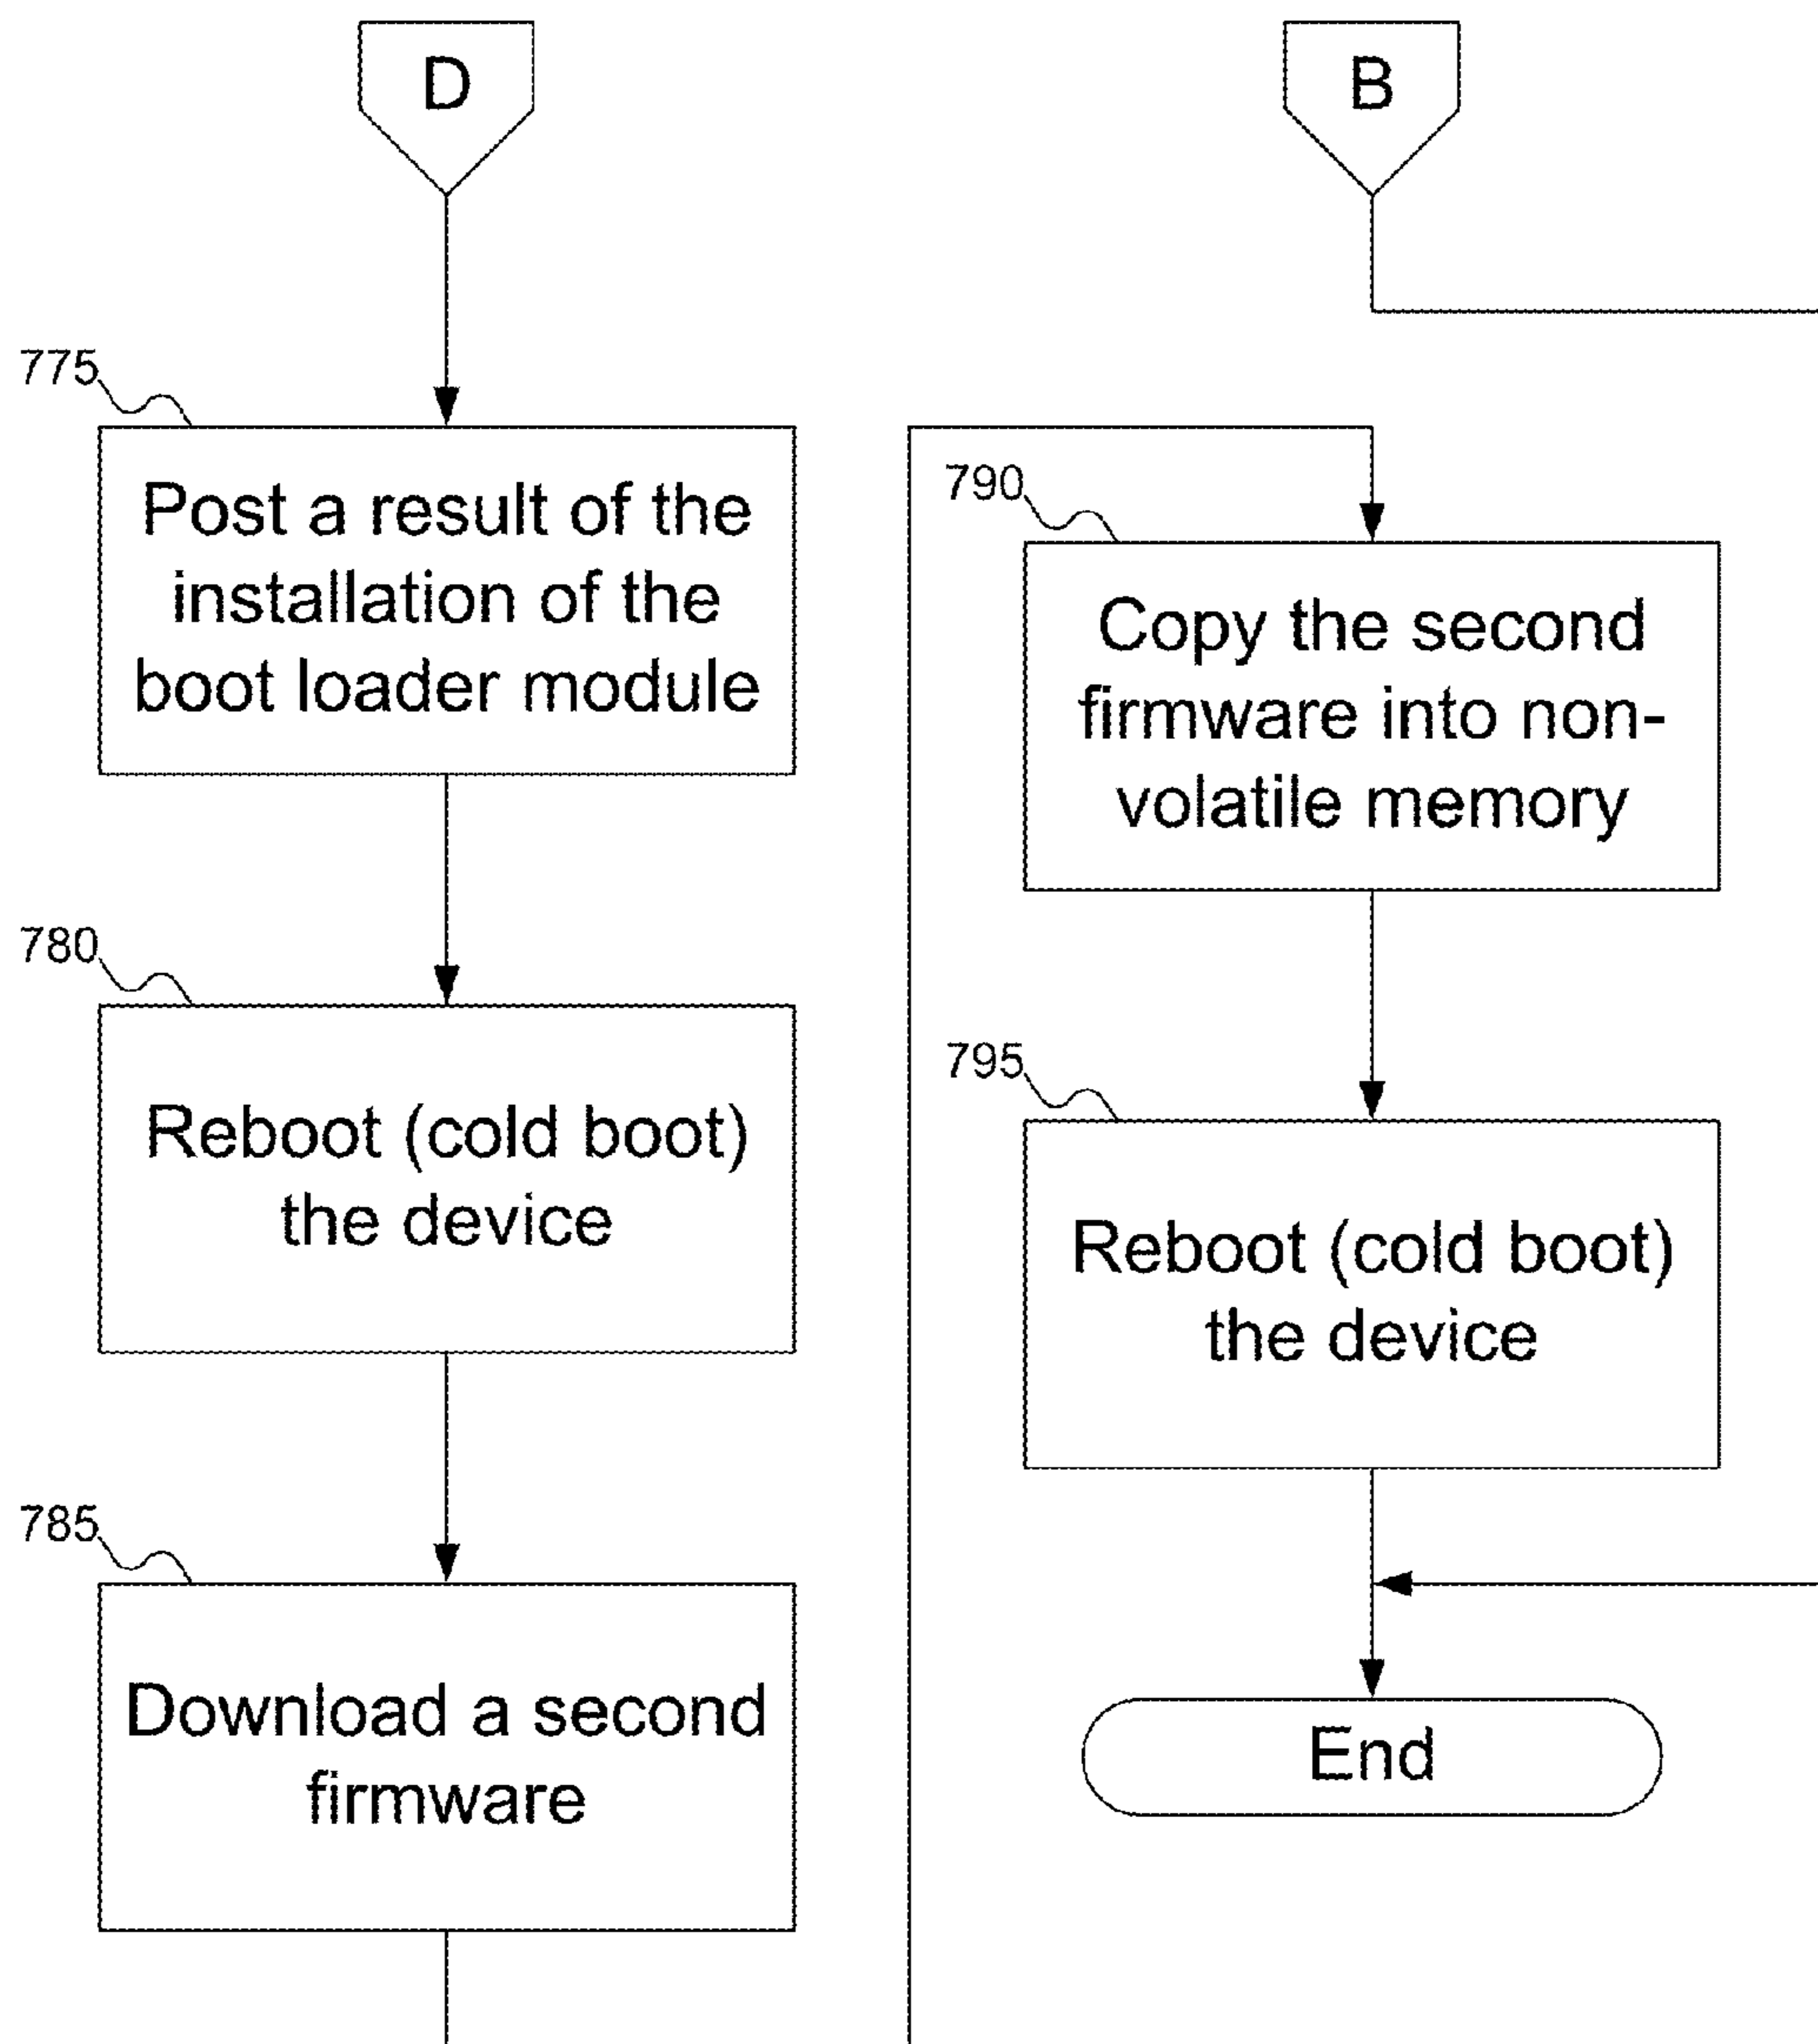 D
775
Post a result of the
installation of the
boot loader module
780
Reboot (cold boot)
the device
785
Download a second
firmware
B
790
Copy the second
firmware into non-
volatile memory
795
Reboot (cold boot)
the device
End